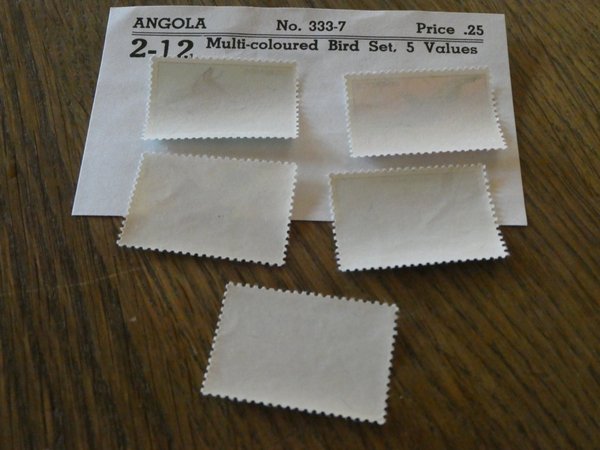 ANGOLA No. 333-7 Price .25
2-12 Multi-coloured Bird Set, 5 Values